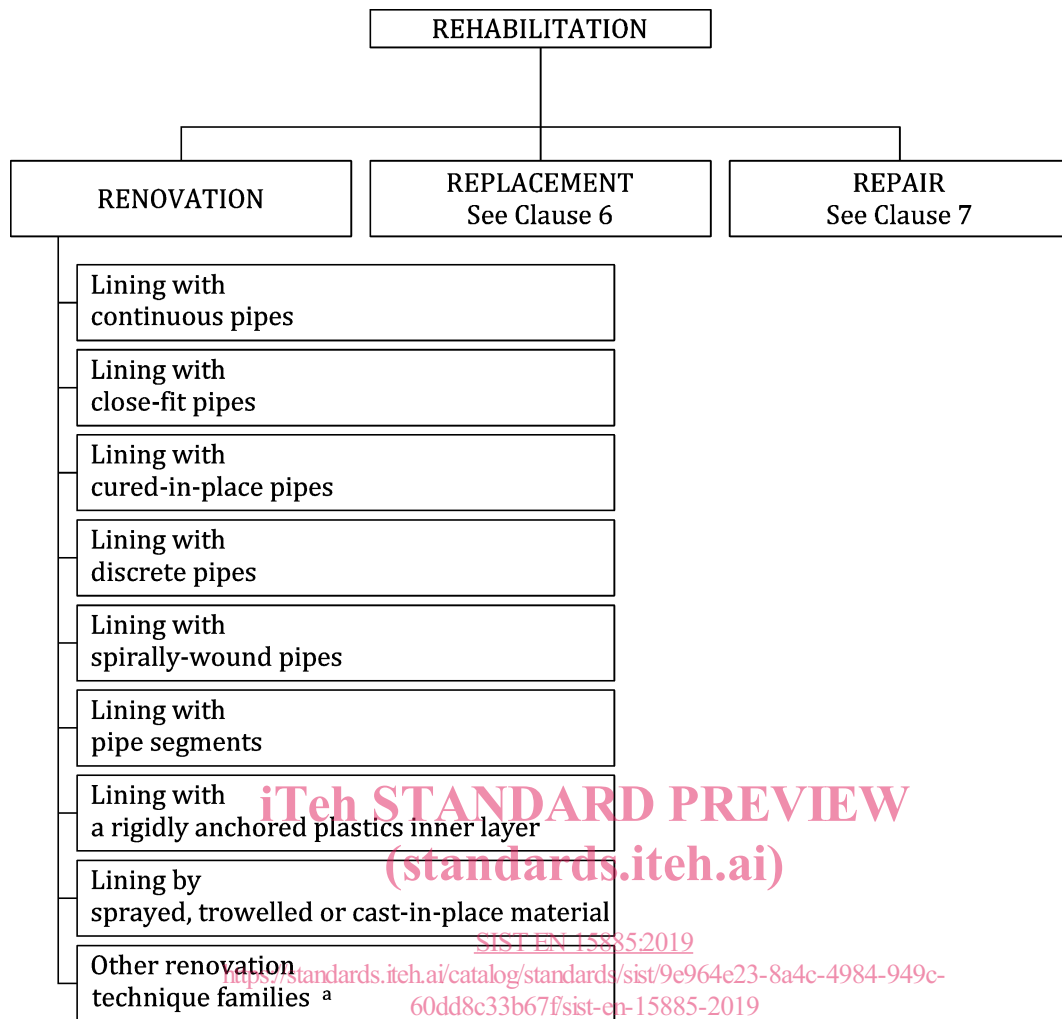 REHABILITATION
RENOVATION
REPLACEMENT
See Clause 6
REPAIR
See Clause 7
Lining with
continuous pipes
Lining with
close-fit pipes
Lining with
cured-in-place pipes
Lining with
discrete pipes
Lining with
spirally-wound pipes
Lining with
pipe segments
Lining with
a rigidly anchored plastics inner layer
iTeh STANDARD PREVIEW
(standards.iteh.ai)
Lining by
sprayed, trowelled or cast-in-place material
SIST EN 15885:2019
Other renovation
technique families a
https://standards.iteh.ai/catalog/standards/sist/9e964e23-8a4c-4984-949c-
60dd8c33b67f/sist-en-15885-2019